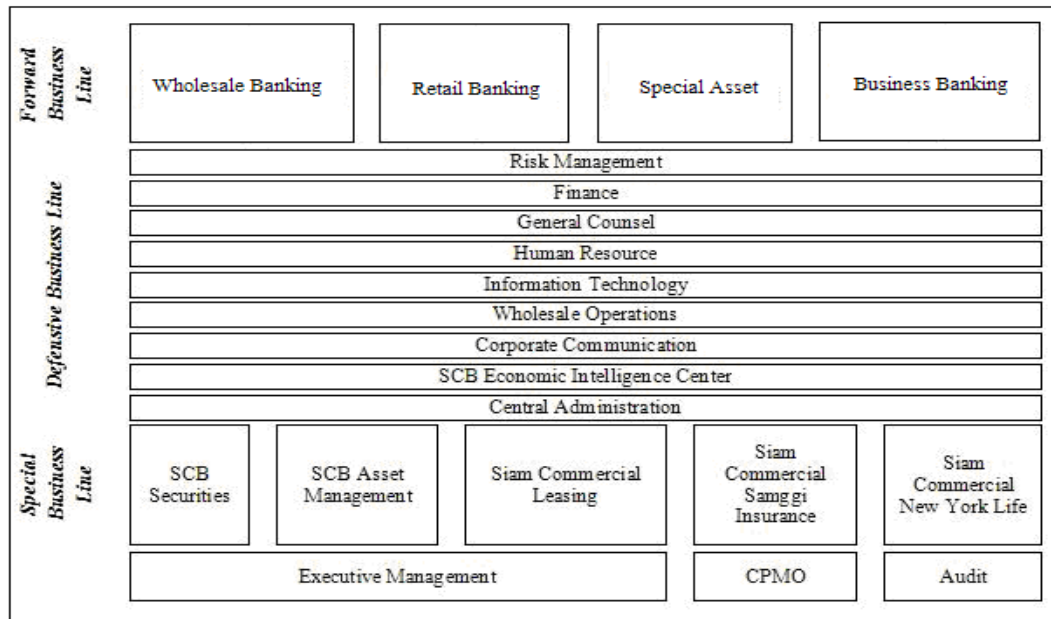 Forward
Business
Line
Wholesale Banking
Retail Banking
Special Asset
Business Banking
Defensive Business Line
Risk Management
Finance
General Counsel
Human Resource
Information Technology
Wholesale Operations
Corporate Communication
SCB Economic Intelligence Center
Central Administration
Special
Business
Line
SCB
Securities
SCB Asset
Management
Siam Commercial
Leasing
Siam
Commercial
Samggi
Insurance
Siam
Commercial
New York Life
Executive Management
CPMO
Audit